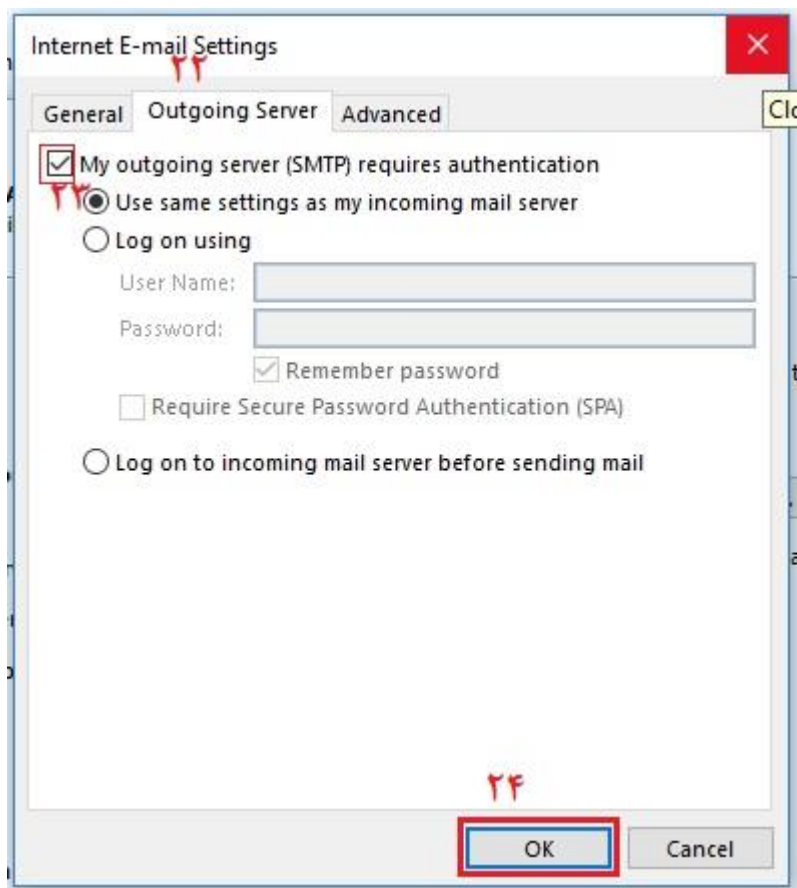 Internet E-mail Settings
۲۲
General Outgoing Server Advanced
Clo
My outgoing server (SMTP) requires authentication
۲۳
Use same settings as my incoming mail server
Log on using
User Name:
Password:
Remember password
Require Secure Password Authentication (SPA)
Log on to incoming mail server before sending mail
۲۴
OK Cancel